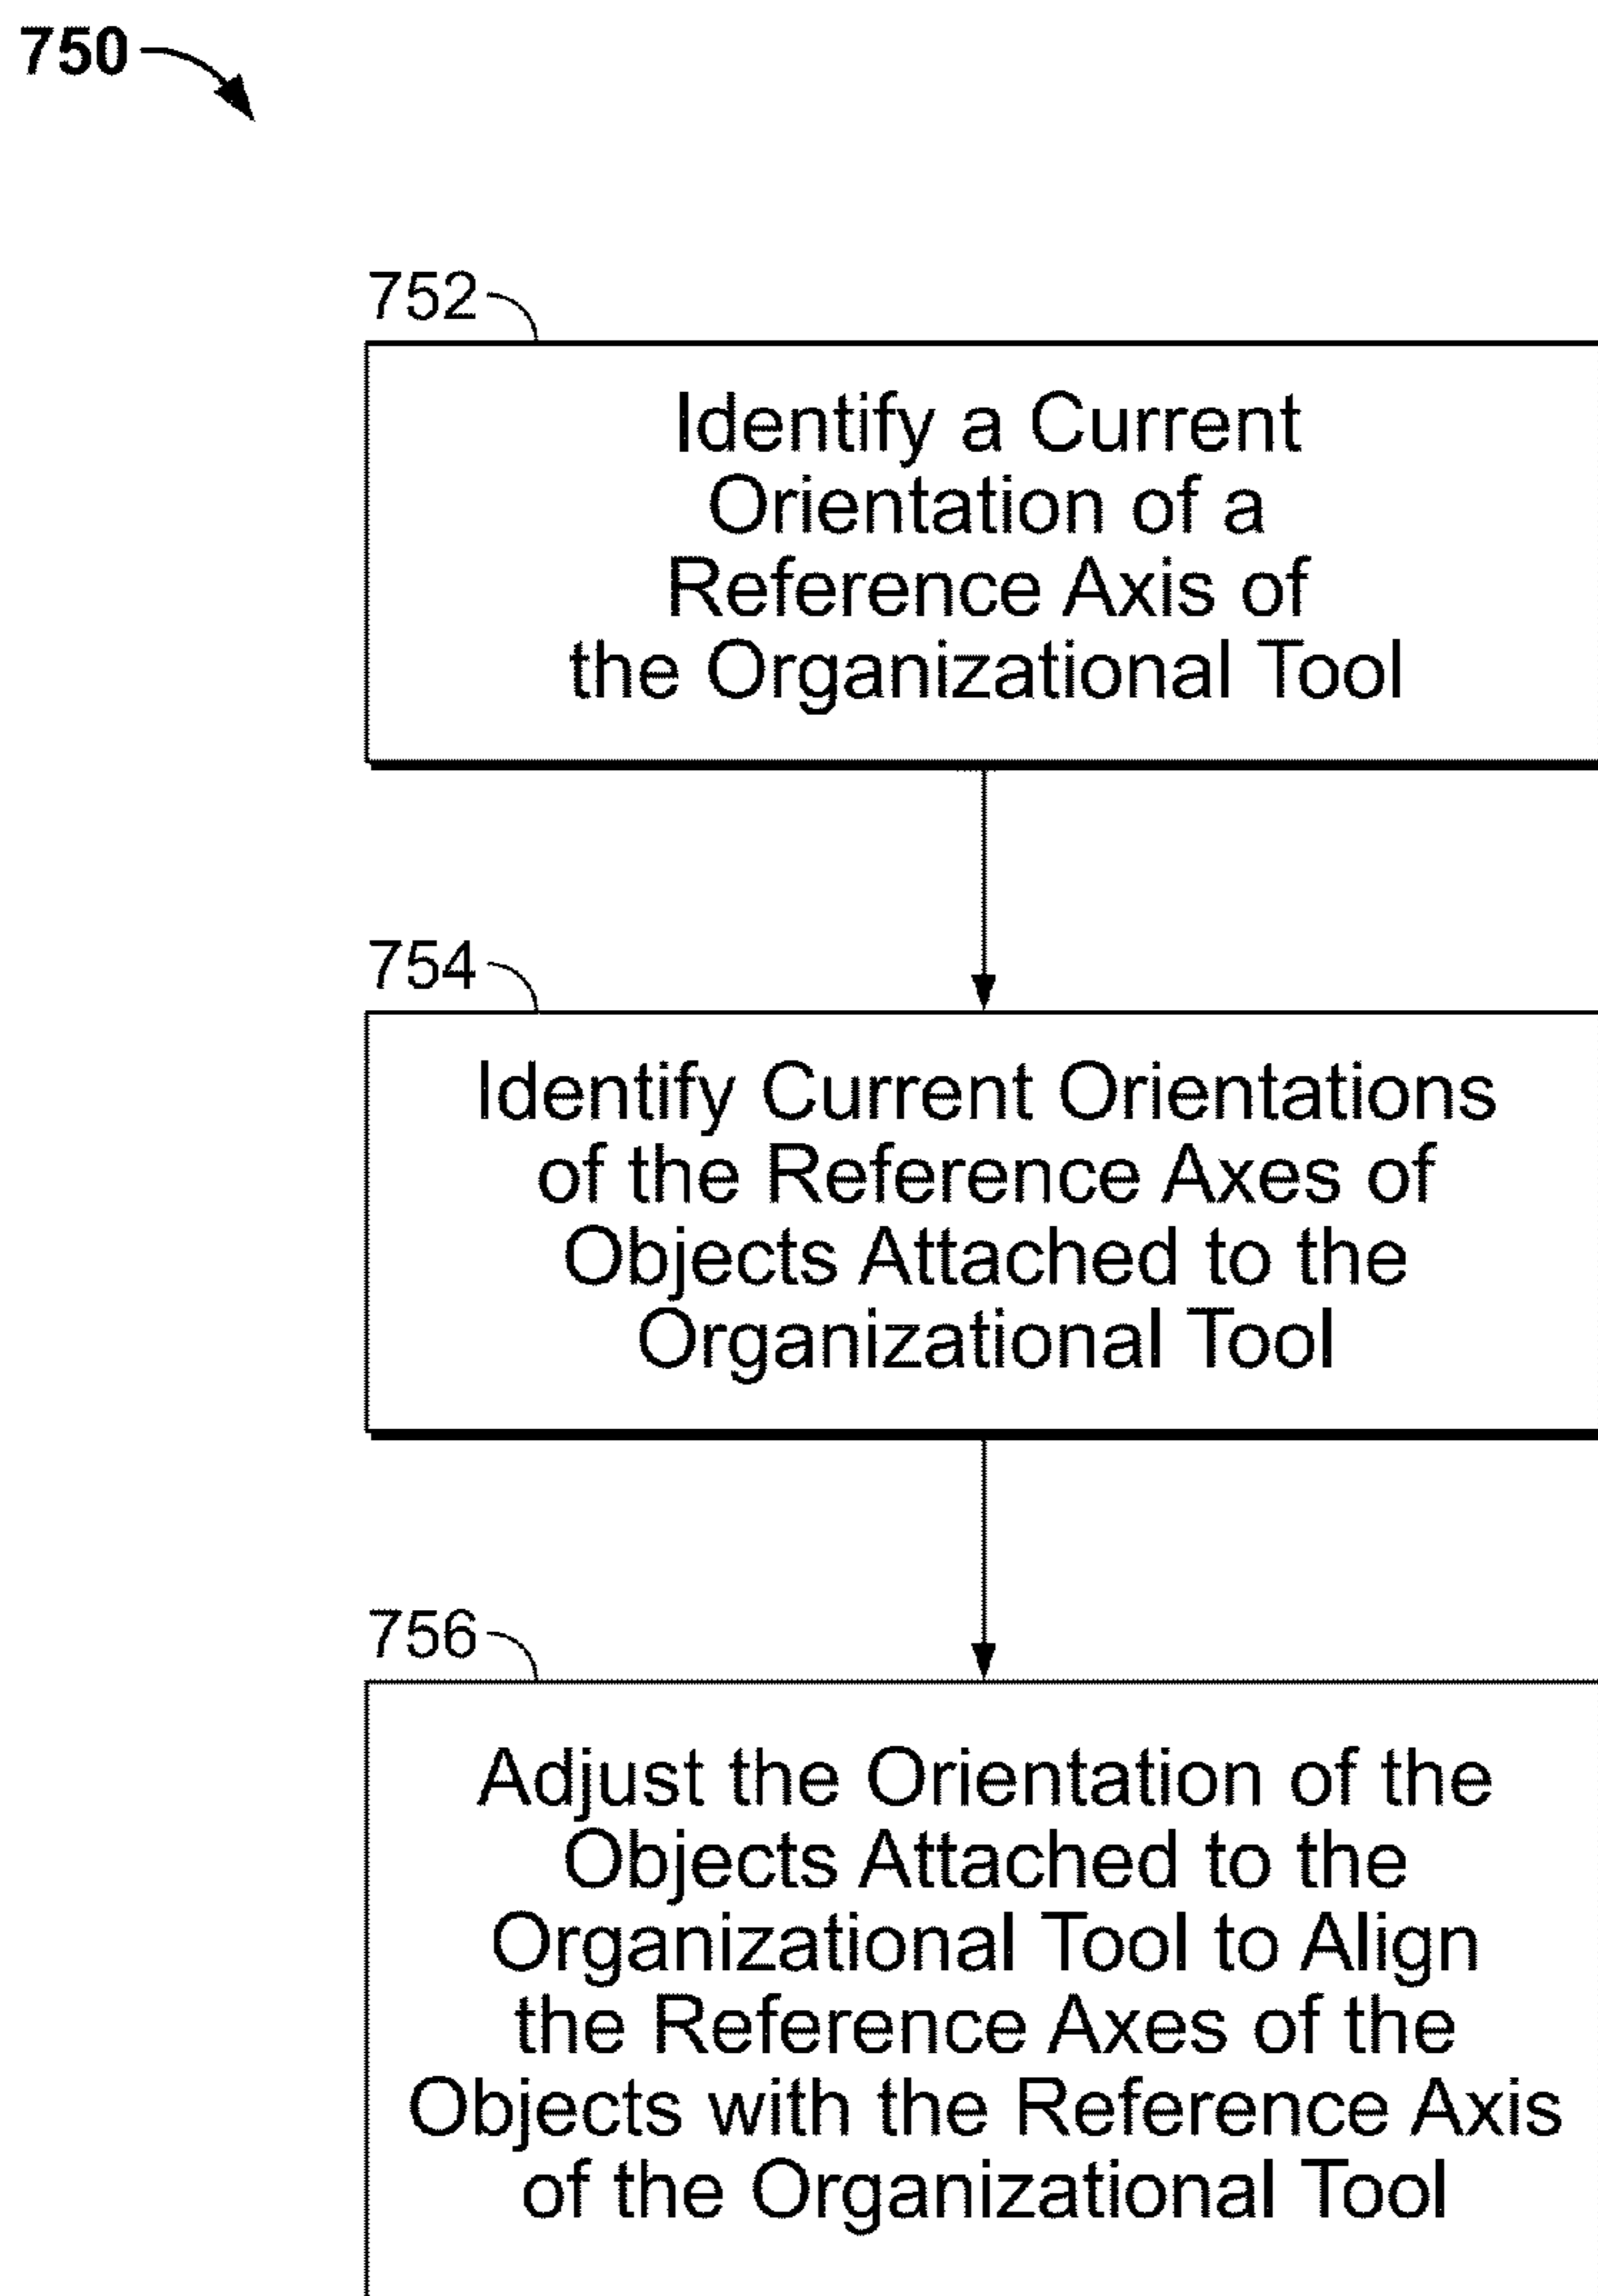 750
752
Identify a Current
Orientation of a
Reference Axis of
the Organizational Tool
754
Identify Current Orientations
of the Reference Axes of
Objects Attached to the
Organizational Tool
756
Adjust the Orientation of the
Objects Attached to the
Organizational Tool to Align
the Reference Axes of the
Objects with the Reference Axis
of the Organizational Tool